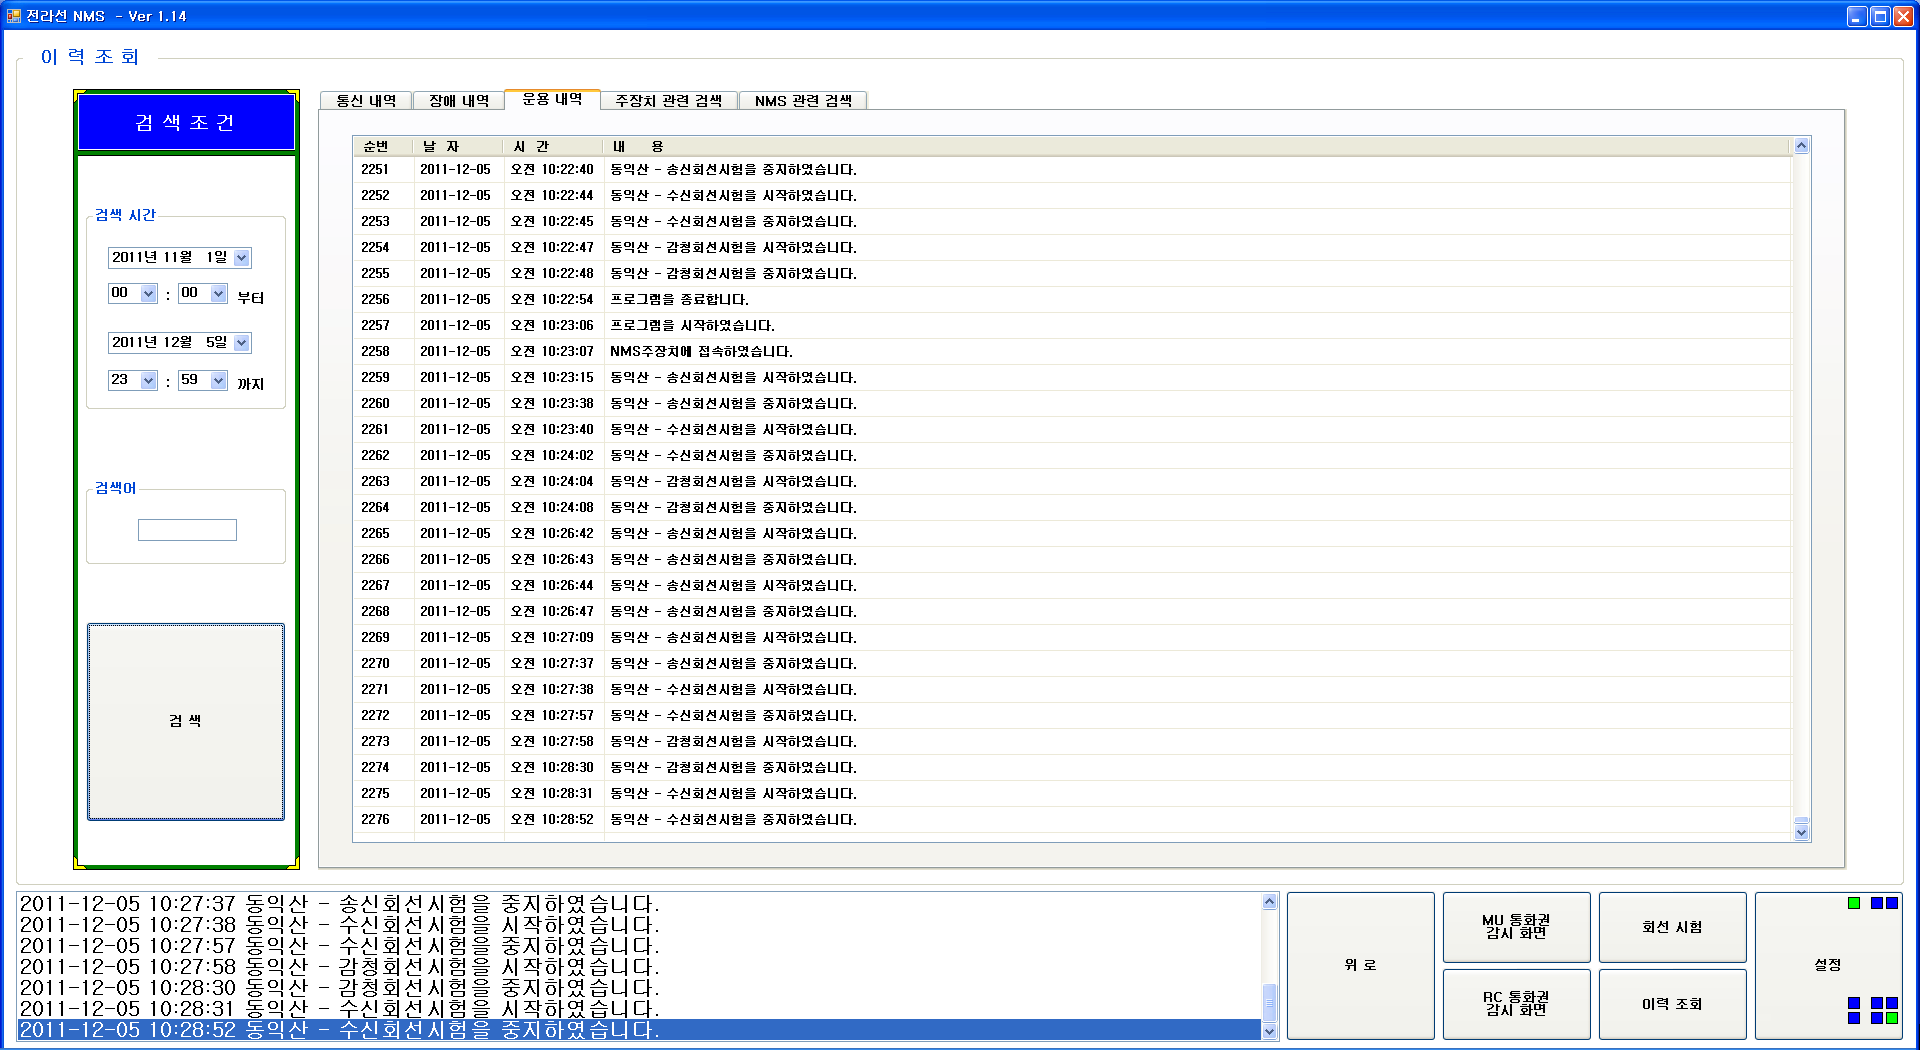 전라선 NMS - Ver 1.14
이 력 조 회
검 색 조 건
검색 시간
2011년 11월 1일
00 : 00 부터
2011년 12월 5일
23 : 59 까지
검색어
검 색
통신 내역 장애 내역 운용 내역 주장치 관련 검색 NMS 관련 검색
순번 날 자 시 간 내 용
2251 2011-12-05 오전 10:22:40 동익산 - 송신회선시험을 중지하였습니다.
2252 2011-12-05 오전 10:22:44 동익산 - 수신회선시험을 시작하였습니다.
2253 2011-12-05 오전 10:22:45 동익산 - 수신회선시험을 중지하였습니다.
2254 2011-12-05 오전 10:22:47 동익산 - 감청회선시험을 시작하였습니다.
2255 2011-12-05 오전 10:22:48 동익산 - 감청회선시험을 중지하였습니다.
2256 2011-12-05 오전 10:22:54 프로그램을 종료합니다.
2257 2011-12-05 오전 10:23:06 프로그램을 시작하였습니다.
2258 2011-12-05 오전 10:23:07 NMS주장치에 접속하였습니다.
2259 2011-12-05 오전 10:23:15 동익산 - 송신회선시험을 시작하였습니다.
2260 2011-12-05 오전 10:23:38 동익산 - 송신회선시험을 중지하였습니다.
2261 2011-12-05 오전 10:23:40 동익산 - 수신회선시험을 시작하였습니다.
2262 2011-12-05 오전 10:24:02 동익산 - 수신회선시험을 중지하였습니다.
2263 2011-12-05 오전 10:24:04 동익산 - 감청회선시험을 시작하였습니다.
2264 2011-12-05 오전 10:24:08 동익산 - 감청회선시험을 중지하였습니다.
2265 2011-12-05 오전 10:26:42 동익산 - 송신회선시험을 시작하였습니다.
2266 2011-12-05 오전 10:26:43 동익산 - 송신회선시험을 중지하였습니다.
2267 2011-12-05 오전 10:26:44 동익산 - 송신회선시험을 시작하였습니다.
2268 2011-12-05 오전 10:26:47 동익산 - 송신회선시험을 중지하였습니다.
2269 2011-12-05 오전 10:27:09 동익산 - 송신회선시험을 시작하였습니다.
2270 2011-12-05 오전 10:27:37 동익산 - 송신회선시험을 중지하였습니다.
2271 2011-12-05 오전 10:27:38 동익산 - 수신회선시험을 시작하였습니다.
2272 2011-12-05 오전 10:27:57 동익산 - 수신회선시험을 중지하였습니다.
2273 2011-12-05 오전 10:27:58 동익산 - 감청회선시험을 시작하였습니다.
2274 2011-12-05 오전 10:28:30 동익산 - 감청회선시험을 중지하였습니다.
2275 2011-12-05 오전 10:28:31 동익산 - 수신회선시험을 시작하였습니다.
2276 2011-12-05 오전 10:28:52 동익산 - 수신회선시험을 중지하였습니다.
2011-12-05 10:27:37 동익산 - 송신회선시험을 중지하였습니다.
2011-12-05 10:27:38 동익산 - 수신회선시험을 시작하였습니다.
2011-12-05 10:27:57 동익산 - 수신회선시험을 중지하였습니다.
2011-12-05 10:27:58 동익산 - 감청회선시험을 시작하였습니다.
2011-12-05 10:28:30 동익산 - 감청회선시험을 중지하였습니다.
2011-12-05 10:28:31 동익산 - 수신회선시험을 시작하였습니다.
2011-12-05 10:28:52 동익산 - 수신회선시험을 중지하였습니다.
위 로
MU 통화권
감시 화면
RC 통화권
감시 화면
회선 시험
이력 조회
설정